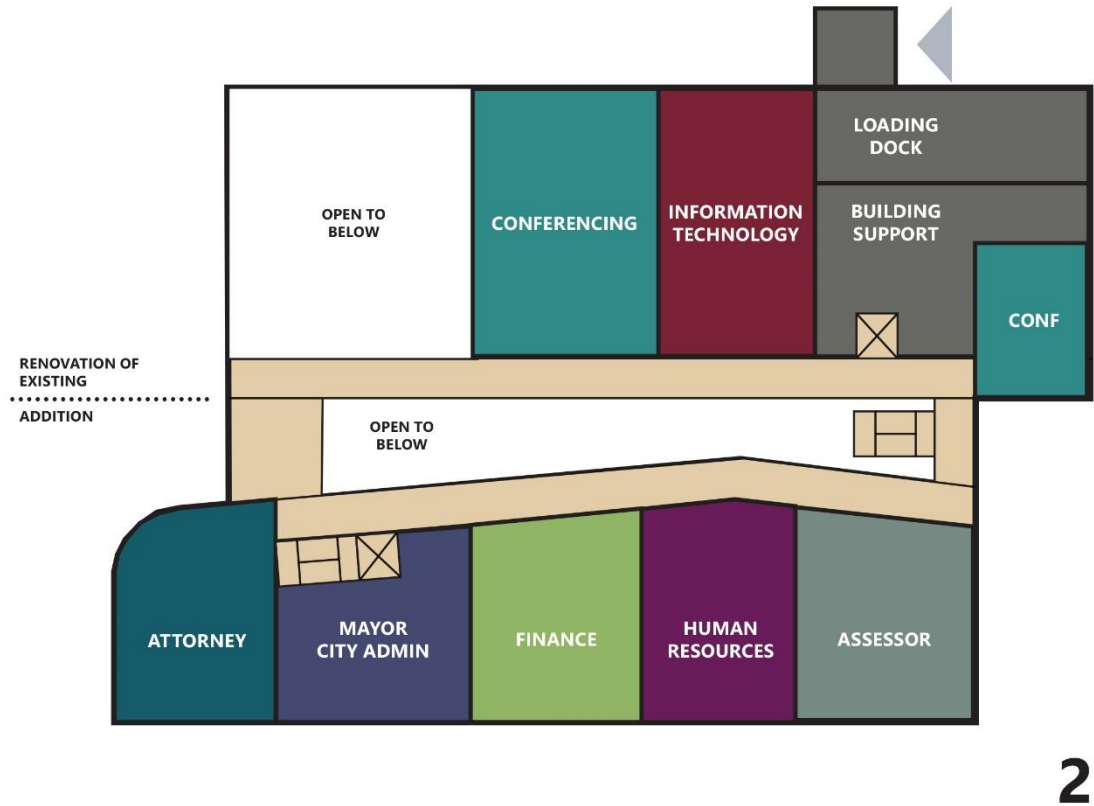 LOADING
DOCK
OPEN TO
BELOW
CONFERENCING
INFORMATION
TECHNOLOGY
BUILDING
SUPPORT
CONF
RENOVATION OF
EXISTING
ADDITION
OPEN TO
BELOW
ATTORNEY
MAYOR
CITY ADMIN
FINANCE
HUMAN
RESOURCES
ASSESSOR
2